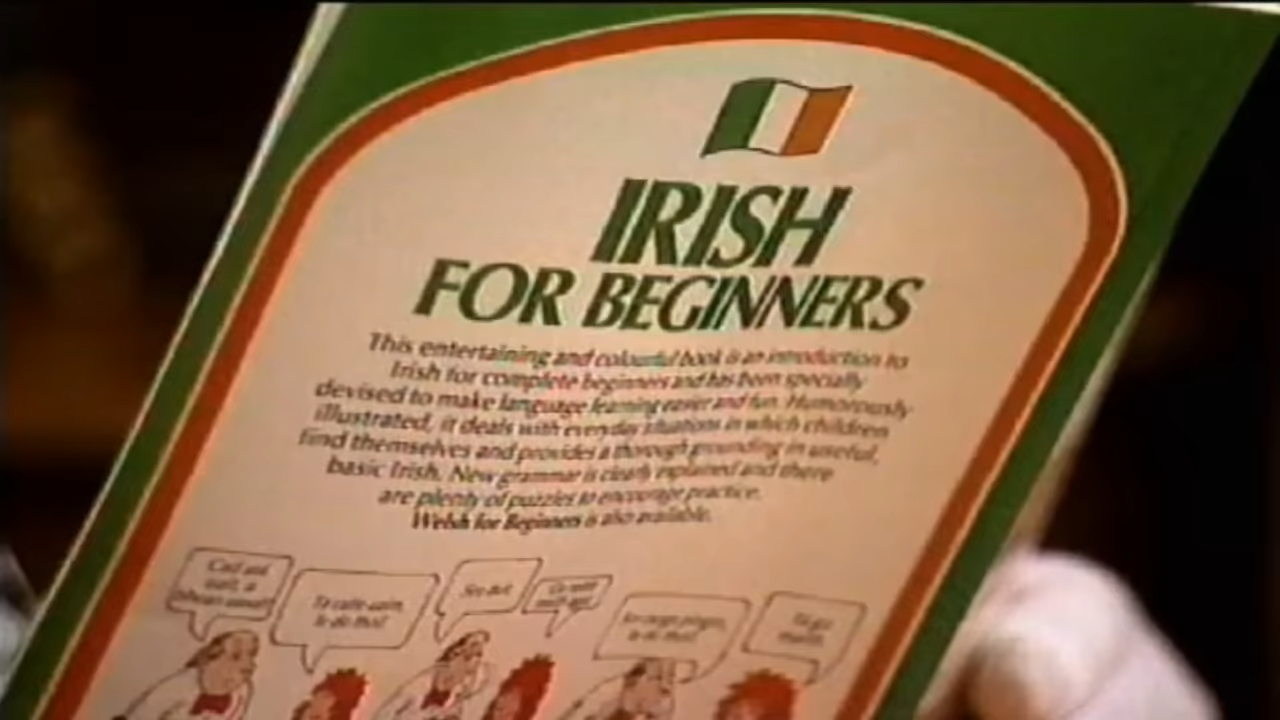 IRISH
FOR BEGINNERS
This entertaining and colourful book is an introduction to
Irish for complete beginners and has been specially
devised to make language learning easier and fun. Humorously
illustrated, it deals with everyday situations in which children
find themselves and provides a thorough grounding in useful,
basic Irish. New grammar is clearly explained and there
are plenty of puzzles to encourage practice.
Welsh for Beginners is also available.